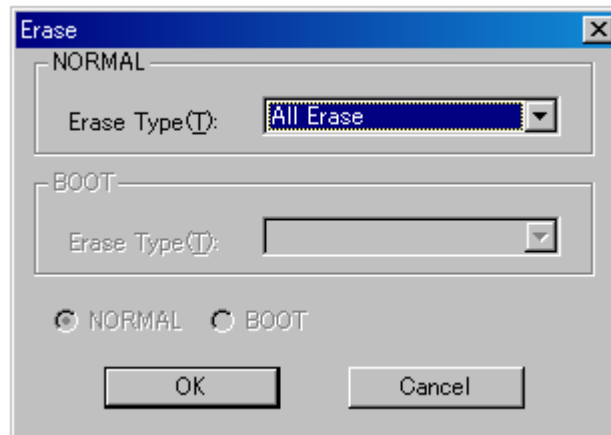 Erase
NORMAL
Erase Type(T):
All Erase
BOOT
Erase Type(T):
NORMAL BOOT
OK Cancel